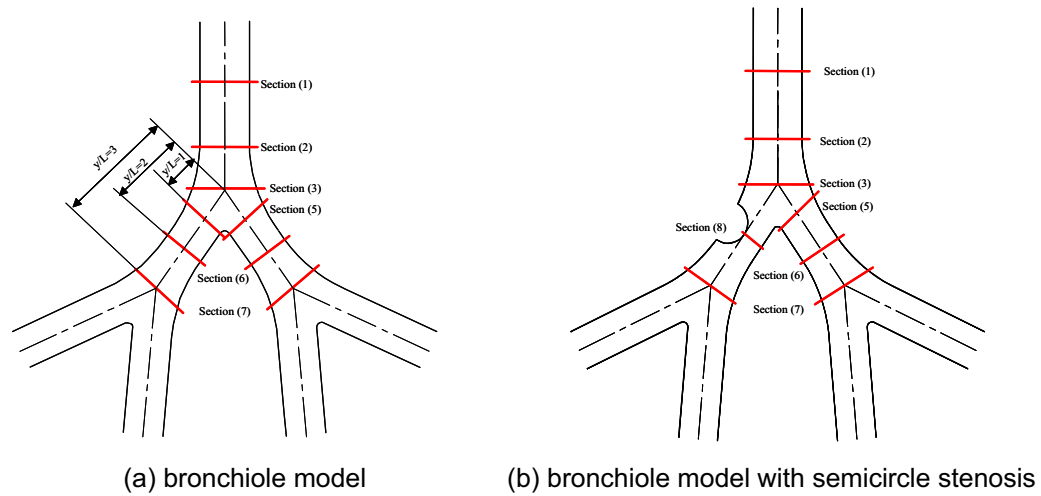 Section (1)
Section (2)
y/L=3
y/L=2
y/L=1
Section (3)
Section (5)
Section (6)
Section (7)
(a) bronchiole model
Section (1)
Section (2)
Section (3)
Section (5)
Section (8)
Section (6)
Section (7)
(b) bronchiole model with semicircle stenosis